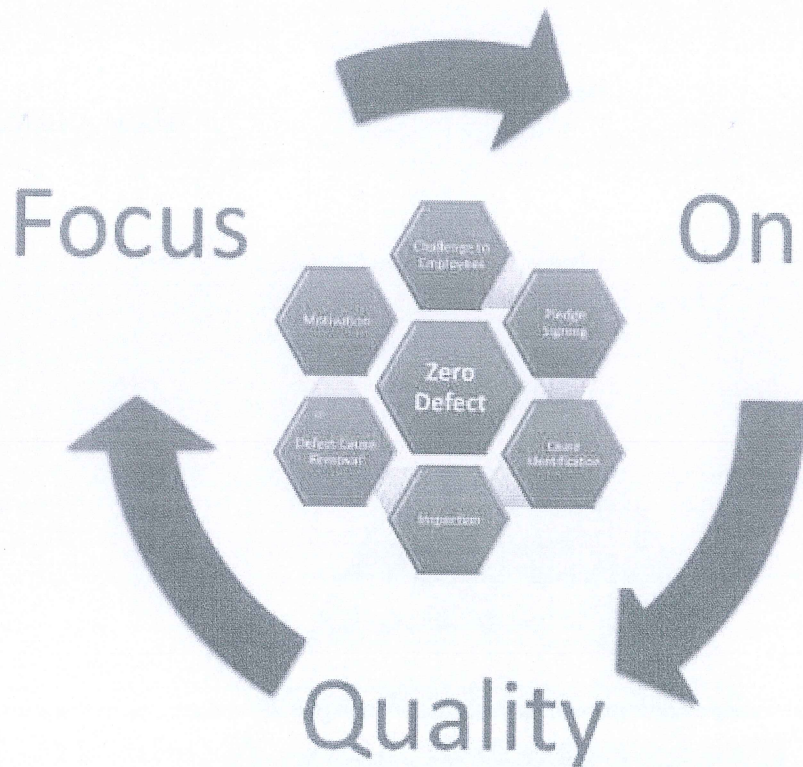 Focus
On
Challenge to
Employees
Motivation
Pledge
Signing
Zero
Defect
Defect Cause
Removal
Cause
Identification
Inspection
Quality